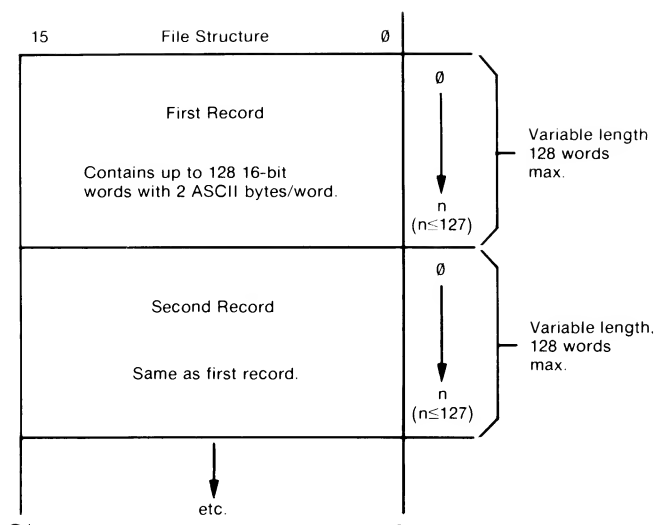 15 File Structure Ø
First Record
Contains up to 128 16-bit
words with 2 ASCII bytes/word.
Ø
n
(n≤127)
Variable length
128 words
max.
Second Record
Same as first record.
Ø
n
(n≤127)
Variable length,
128 words
max.
etc.